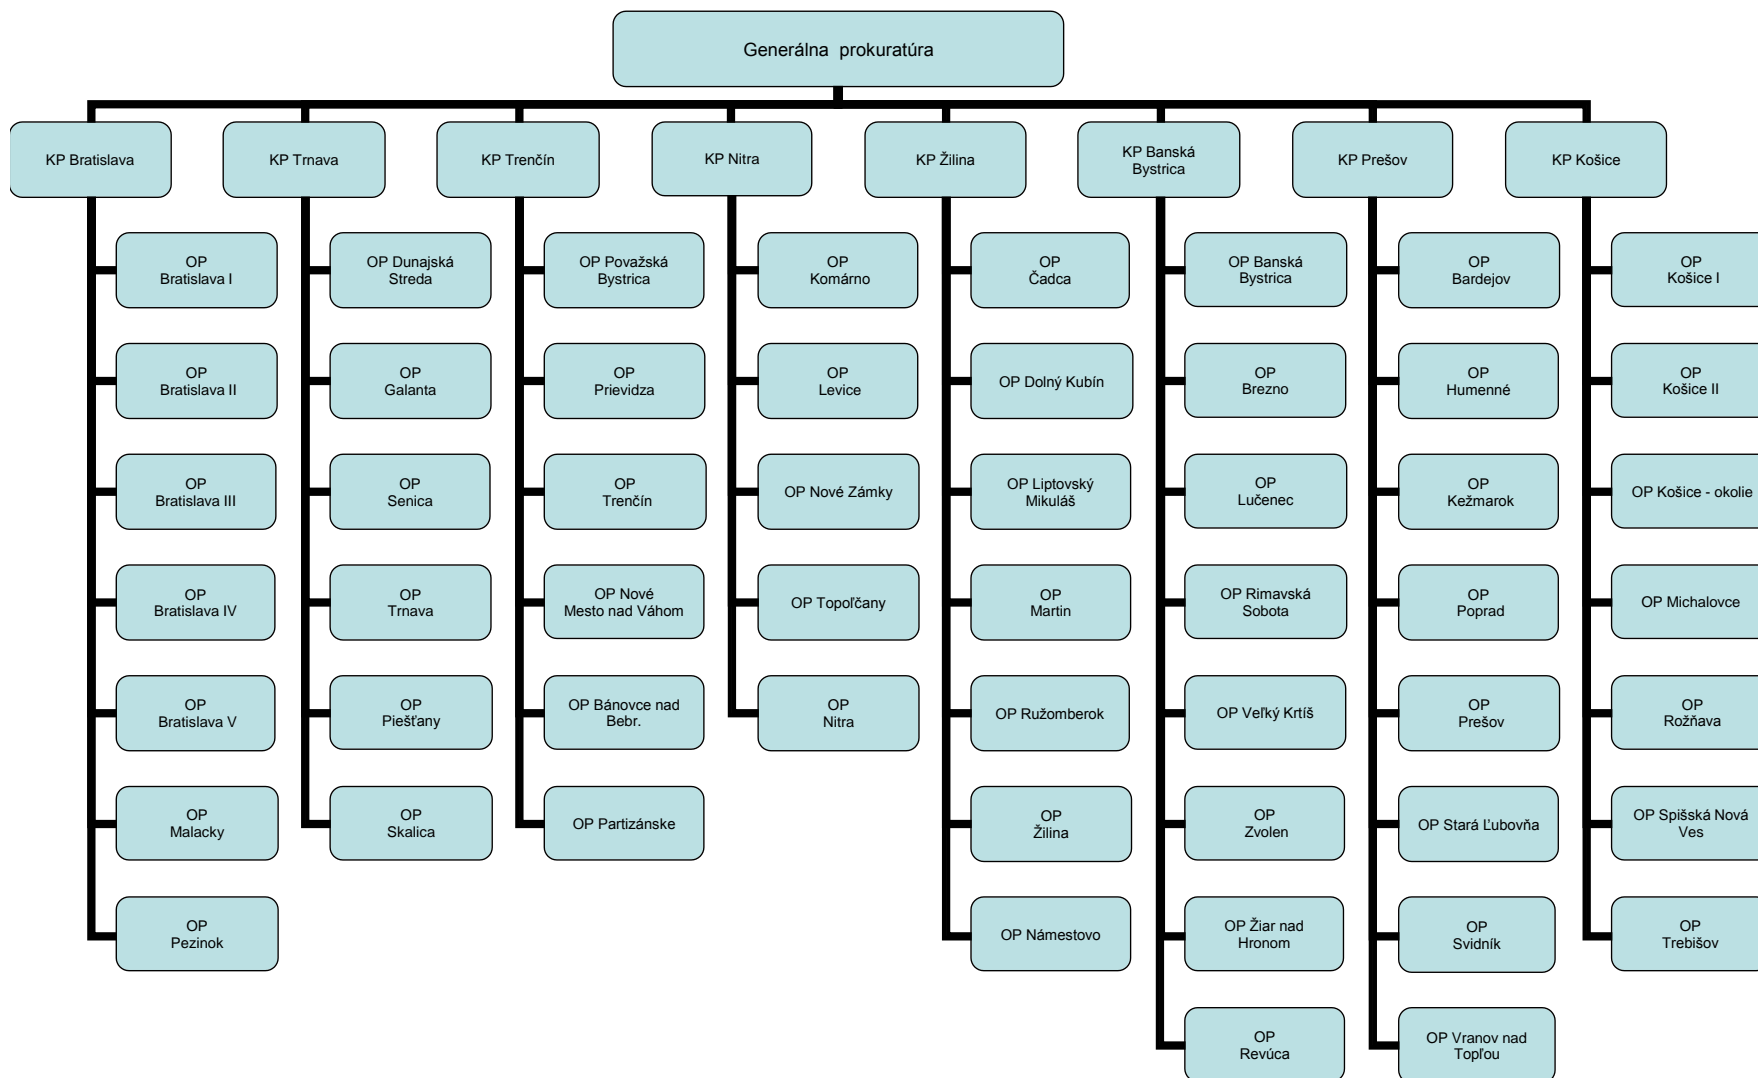 Generálna prokuratúra
KP Bratislava
KP Trnava
KP Trenčín
KP Nitra
KP Žilina
KP Banská
Bystrica
KP Prešov
KP Košice
OP
Bratislava I
OP Dunajská
Streda
OP Považská
Bystrica
OP
Komárno
OP
Čadca
OP Banská
Bystrica
OP
Bardejov
OP
Košice I
OP
Bratislava II
OP
Galanta
OP
Prievidza
OP
Levice
OP Dolný Kubín
OP
Brezno
OP
Humenné
OP
Košice II
OP
Bratislava III
OP
Senica
OP
Trenčín
OP Nové Zámky
OP Liptovský
Mikuláš
OP
Lučenec
OP
Kežmarok
OP Košice - okolie
OP
Bratislava IV
OP
Trnava
OP Nové
Mesto nad Váhom
OP Topoľčany
OP
Martin
OP Rimavská
Sobota
OP
Poprad
OP Michalovce
OP
Bratislava V
OP
Piešťany
OP Bánovce nad
Bebr.
OP
Nitra
OP Ružomberok
OP Veľký Krtíš
OP
Prešov
OP
Rožňava
OP
Malacky
OP
Skalica
OP Partizánske
OP
Žilina
OP
Zvolen
OP Stará Ľubovňa
OP Spišská Nová
Ves
OP
Pezinok
OP Námestovo
OP Žiar nad
Hronom
OP
Svidník
OP
Trebišov
OP
Revúca
OP Vranov nad
Topľou